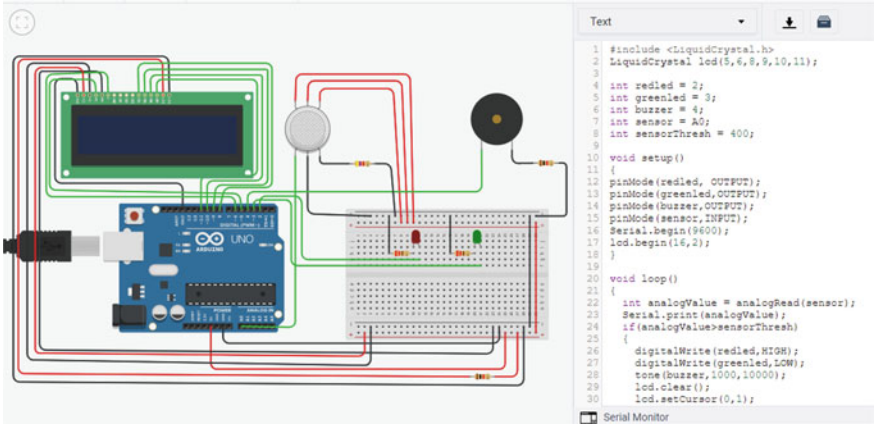 Text
1 #include <LiquidCrystal.h>
2 LiquidCrystal lcd(5,6,8,9,10,11);
3
4 int redled = 2;
5 int greenled = 3;
6 int buzzer = 4;
7 int sensor = A0;
8 int sensorThresh = 400;
9
10 void setup()
11 {
12 pinMode(redled, OUTPUT);
13 pinMode(greenled,OUTPUT);
14 pinMode(buzzer,OUTPUT);
15 pinMode(sensor,INPUT);
16 Serial.begin(9600);
17 lcd.begin(16,2);
18 }
19
20 void loop()
21 {
22 int analogValue = analogRead(sensor);
23 Serial.print(analogValue);
24 if(analogValue>sensorThresh)
25 {
26 digitalWrite(redled,HIGH);
27 digitalWrite(greenled,LOW);
28 tone(buzzer,1000,10000);
29 lcd.clear();
30 lcd.setCursor(0,1);
Serial Monitor
UNO
ARDUINO
POWER
ANALOG IN